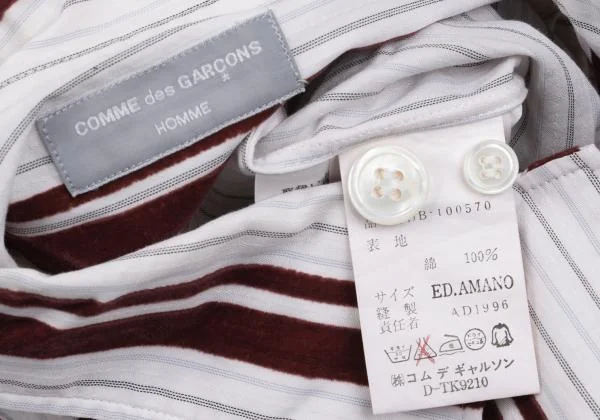 COMME des GARÇONS
HOMME
B-100570
表地
綿 100%
サイズ ED.AMANO
縫製
責任者 AD1996
㈱コム デ ギャルソン
D-TK9210